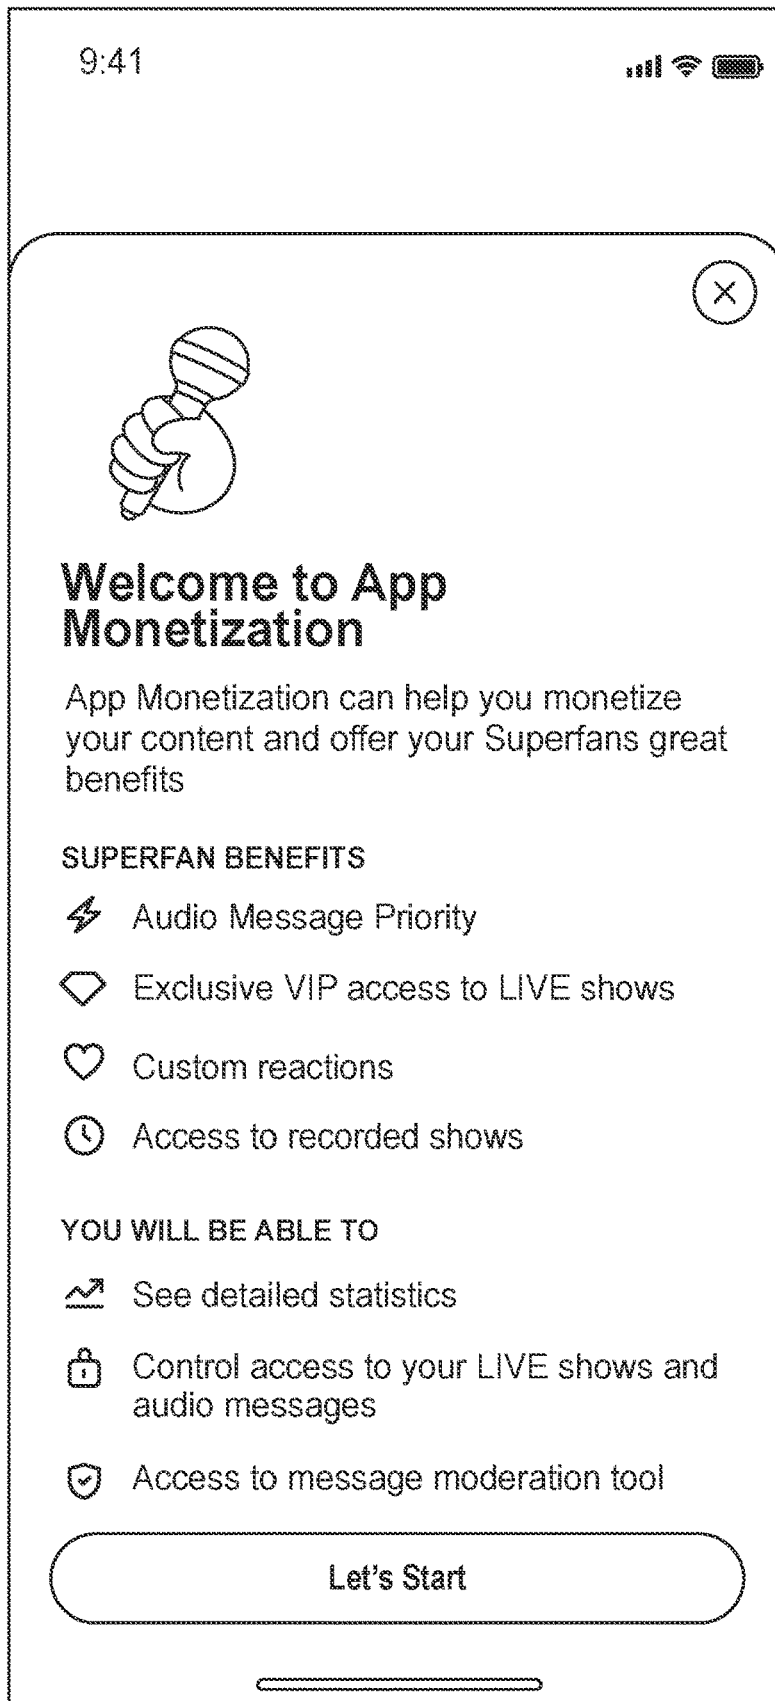 9:41
Welcome to App
Monetization
App Monetization can help you monetize
your content and offer your Superfans great
benefits
SUPERFAN BENEFITS
Audio Message Priority
Exclusive VIP access to LIVE shows
Custom reactions
Access to recorded shows
YOU WILL BE ABLE TO
See detailed statistics
Control access to your LIVE shows and
audio messages
Access to message moderation tool
Let's Start